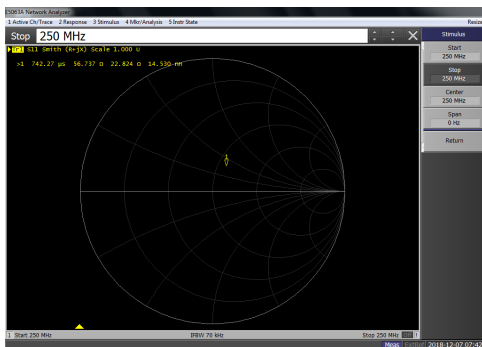 E5063A Network Analyzer
1 Active Ch/Trace 2 Response 3 Stimulus 4 Mkr/Analysis 5 Instr State
Resize
Stop 250 MHz
Tr1 S11 Smith (R+jX) Scale 1.000 U
>1 742.27 µs 56.737 Ω 22.824 Ω 14.530 nH
1
Stimulus
Start
250 MHz
Stop
250 MHz
Center
250 MHz
Span
0 Hz
Return
1 Start 250 MHz IFBW 70 kHz Stop 250 MHz Off !
Meas ExtRef 2018-12-07 07:42